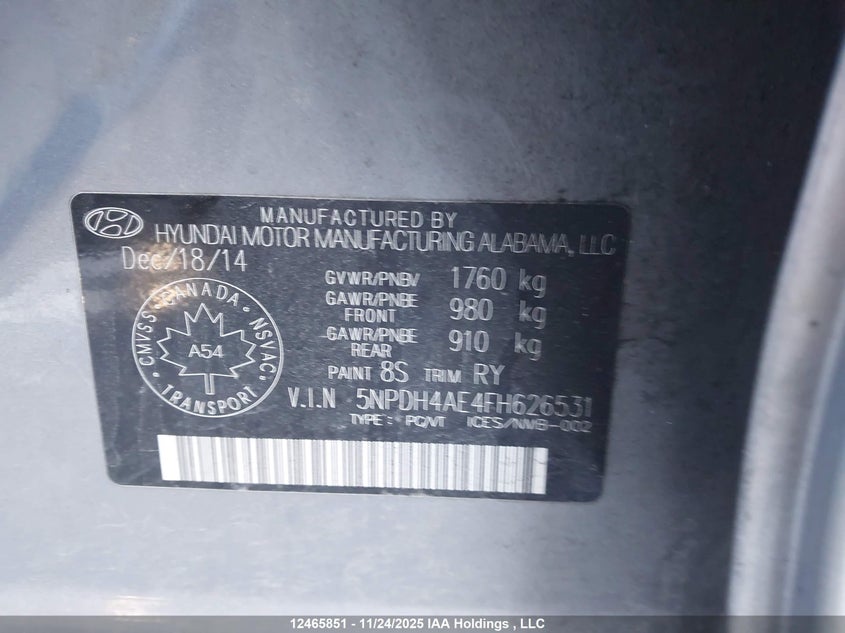 MANUFACTURED BY
HYUNDAI MOTOR MANUFACTURING ALABAMA, LLC
Dec/18/14
GVWR/PNBV 1760 kg
GAWR/PNBE FRONT 980 kg
GAWR/PNBE REAR 910 kg
PAINT 8S TRIM RY
V.I.N 5NPDH4AE4FH626531
TYPE : PC/VT ICES/NMB-002
CANADA
CMVSS NSVAC
A54
TRANSPORT
12465851 - 11/24/2025 IAA Holdings , LLC